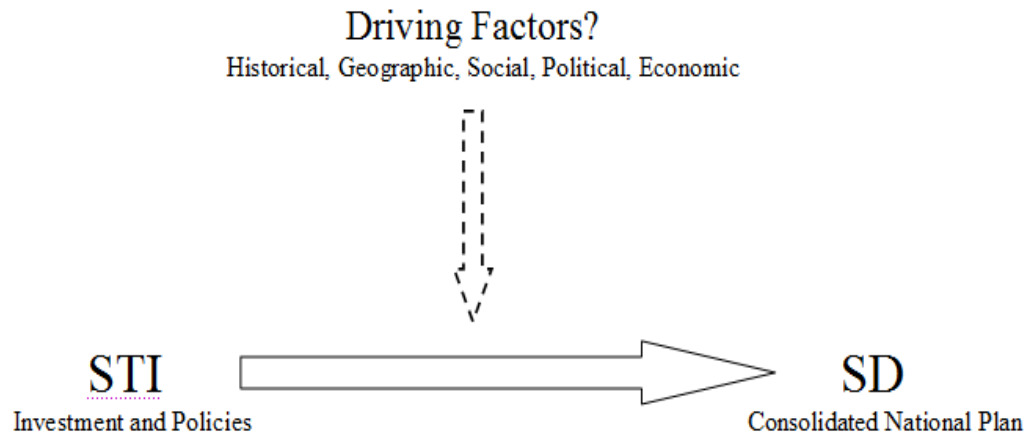 Driving Factors?
Historical, Geographic, Social, Political, Economic
STI
SD
Investment and Policies
Consolidated National Plan